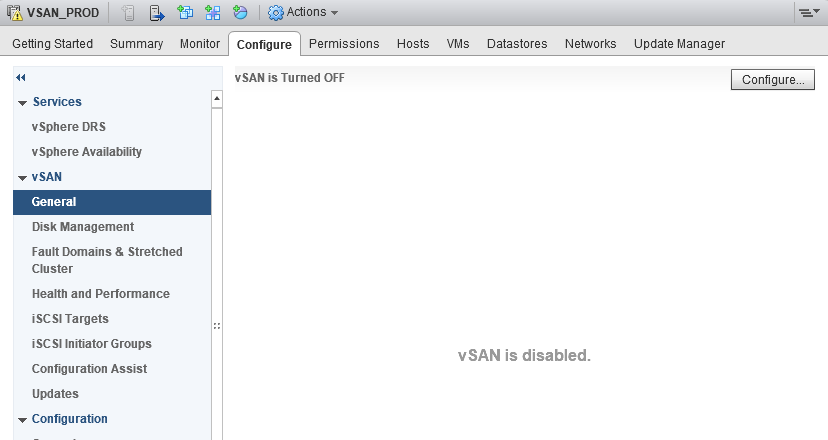 VSAN_PROD
Actions
Getting Started Summary Monitor Configure Permissions Hosts VMs Datastores Networks Update Manager
vSAN is Turned OFF
Configure...
Services
vSphere DRS
vSphere Availability
vSAN
General
Disk Management
Fault Domains & Stretched
Cluster
Health and Performance
iSCSI Targets
iSCSI Initiator Groups
Configuration Assist
Updates
Configuration
vSAN is disabled.